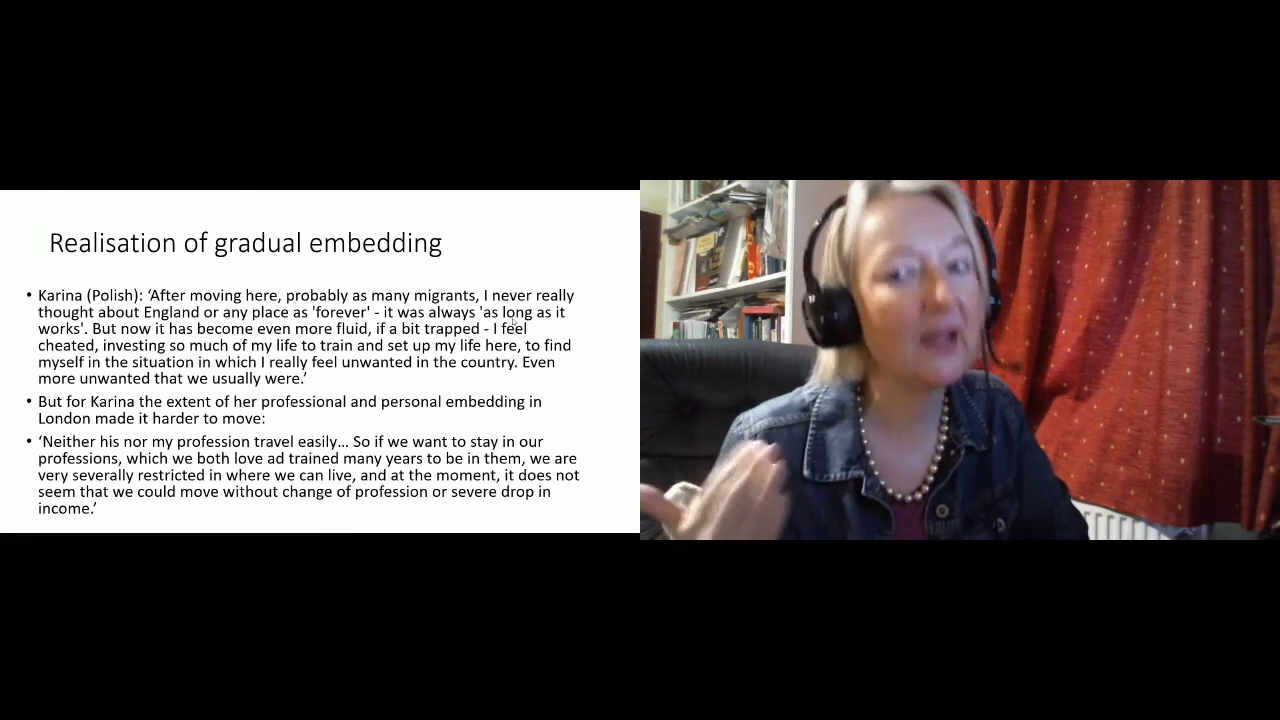 Realisation of gradual embedding
• Karina (Polish): ‘After moving here, probably as many migrants, I never really
thought about England or any place as 'forever' - it was always 'as long as it
works'. But now it has become even more fluid, if a bit trapped - I feel
cheated, investing so much of my life to train and set up my life here, to find
myself in the situation in which I really feel unwanted in the country. Even
more unwanted that we usually were.’
• But for Karina the extent of her professional and personal embedding in
London made it harder to move:
• ‘Neither his nor my profession travel easily… So if we want to stay in our
professions, which we both love ad trained many years to be in them, we are
very severally restricted in where we can live, and at the moment, it does not
seem that we could move without change of profession or severe drop in
income.’